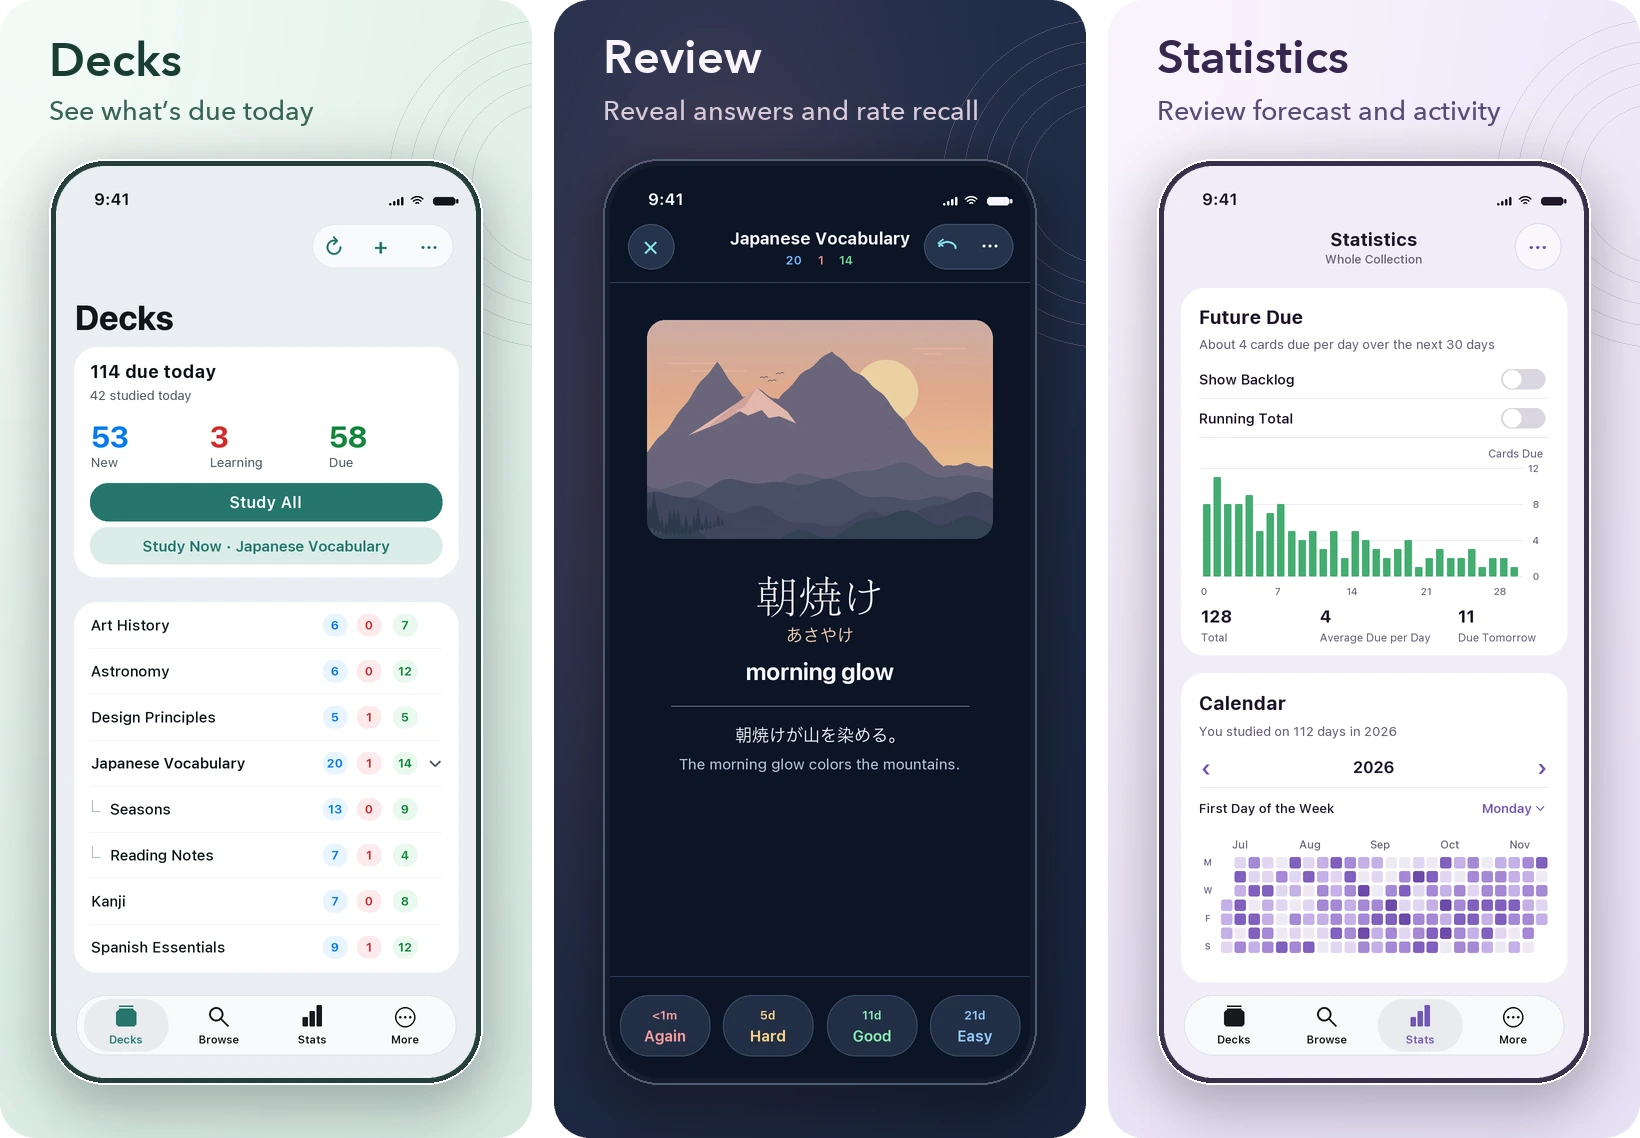 Decks
See what's due today
9:41
Decks
114 due today
42 studied today
53 3 58
New Learning Due
Study All
Study Now · Japanese Vocabulary
Art History 6 0 7
Astronomy 6 0 12
Design Principles 5 1 5
Japanese Vocabulary 20 1 14
Seasons 13 0 9
Reading Notes 7 1 4
Kanji 7 0 8
Spanish Essentials 9 1 12
Decks Browse Stats More
Review
Reveal answers and rate recall
9:41
Japanese Vocabulary
20 1 14
朝焼け
あさやけ
morning glow
朝焼けが山を染める。
The morning glow colors the mountains.
<1m 5d 11d 21d
Again Hard Good Easy
Statistics
Review forecast and activity
9:41
Statistics
Whole Collection
Future Due
About 4 cards due per day over the next 30 days
Show Backlog
Running Total
Cards Due
12
8
4
0
0 7 14 21 28
128 4 11
Total Average Due per Day Due Tomorrow
Calendar
You studied on 112 days in 2026
2026
First Day of the Week Monday
Jul Aug Sep Oct Nov
M
W
F
S
Decks Browse Stats More